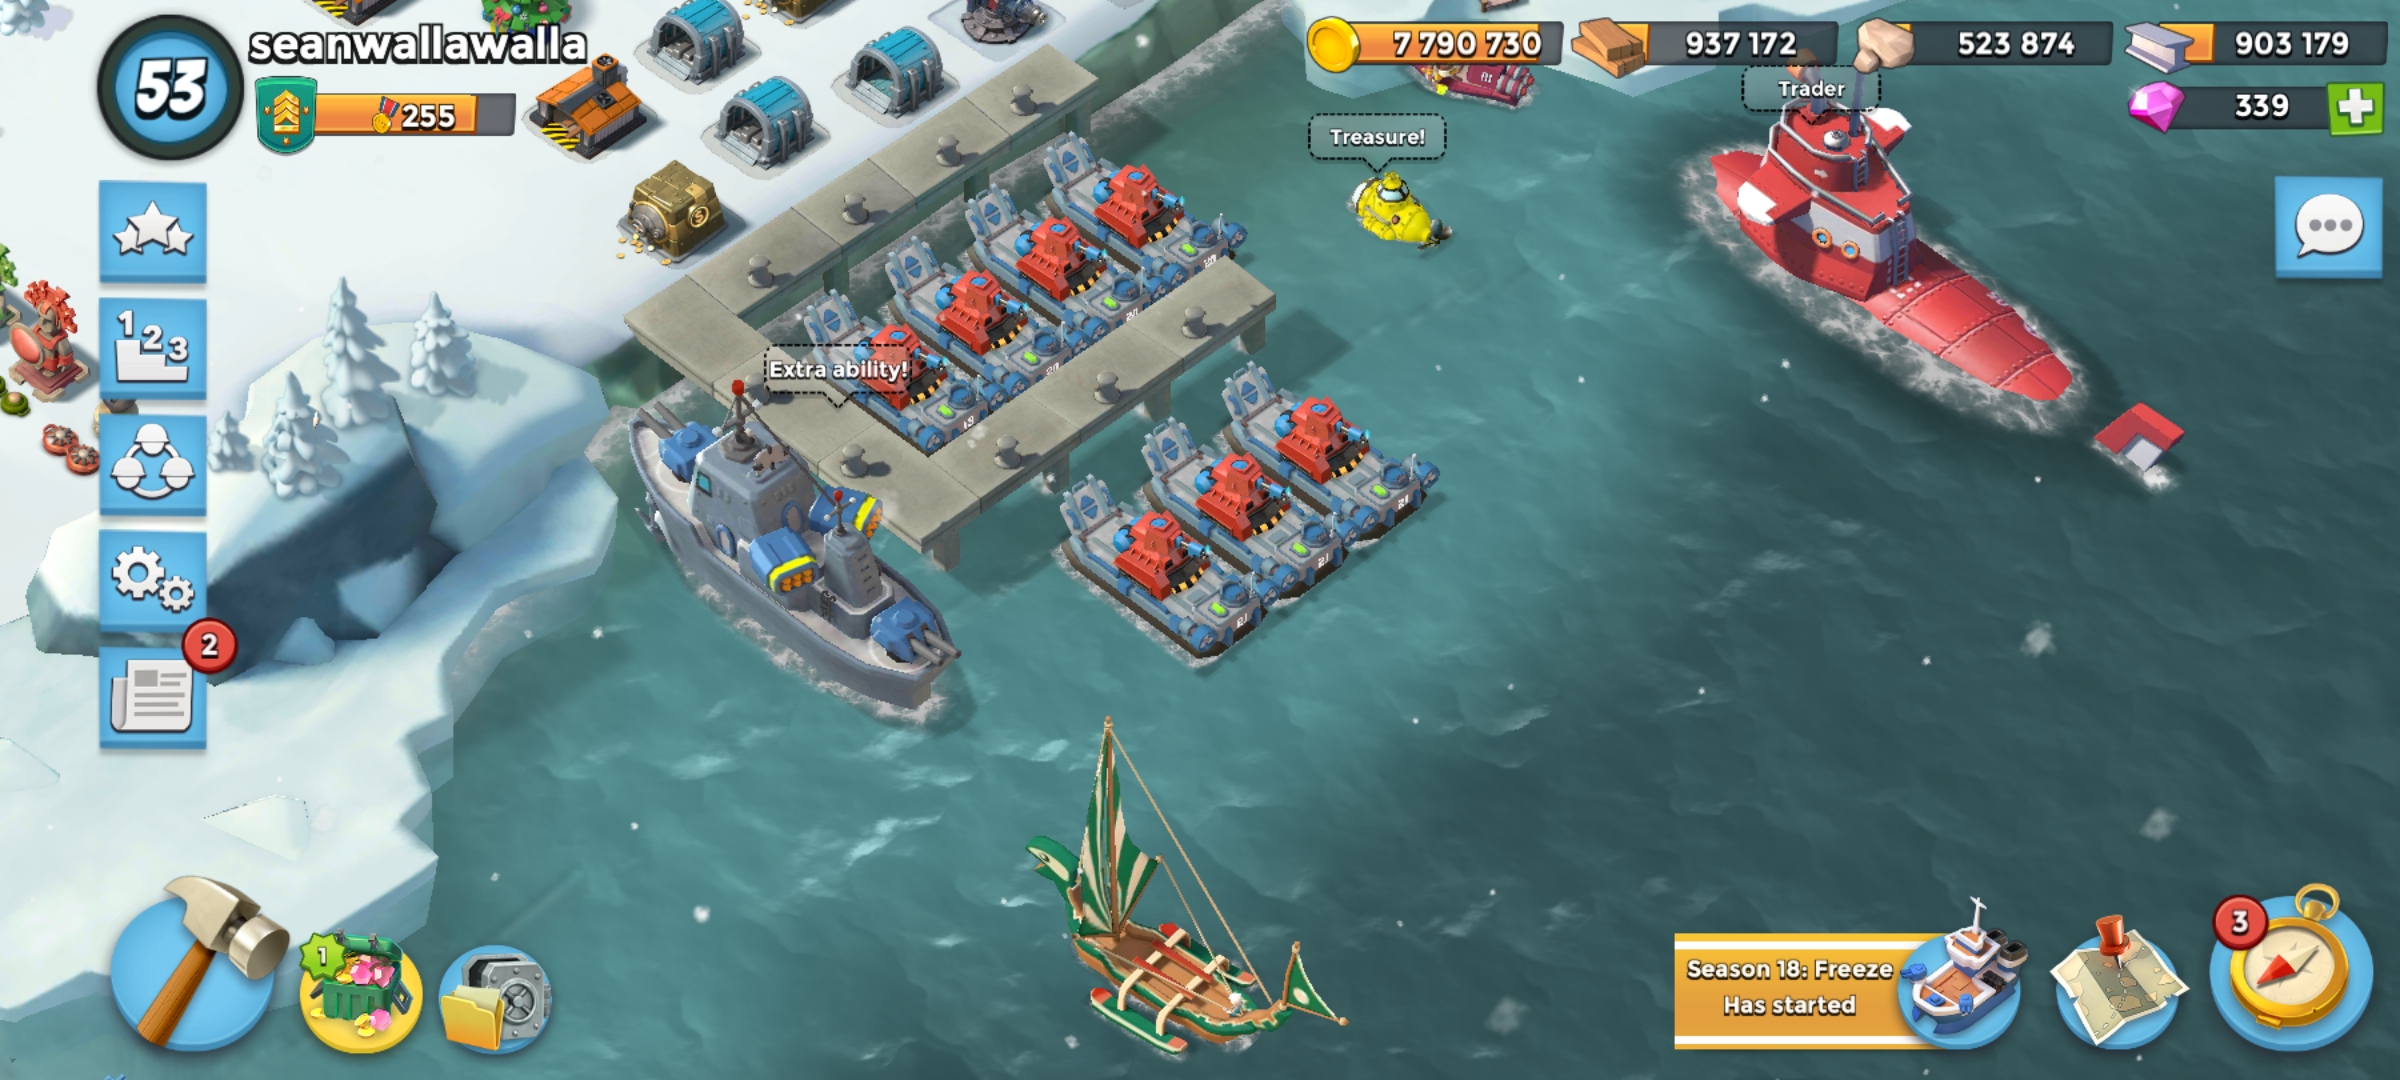 53
seanwallawalla
255
7 790 730
937 172
523 874
903 179
339
Trader
Treasure!
Extra ability!
1 2 3
2
1
Season 18: Freeze
Has started
3